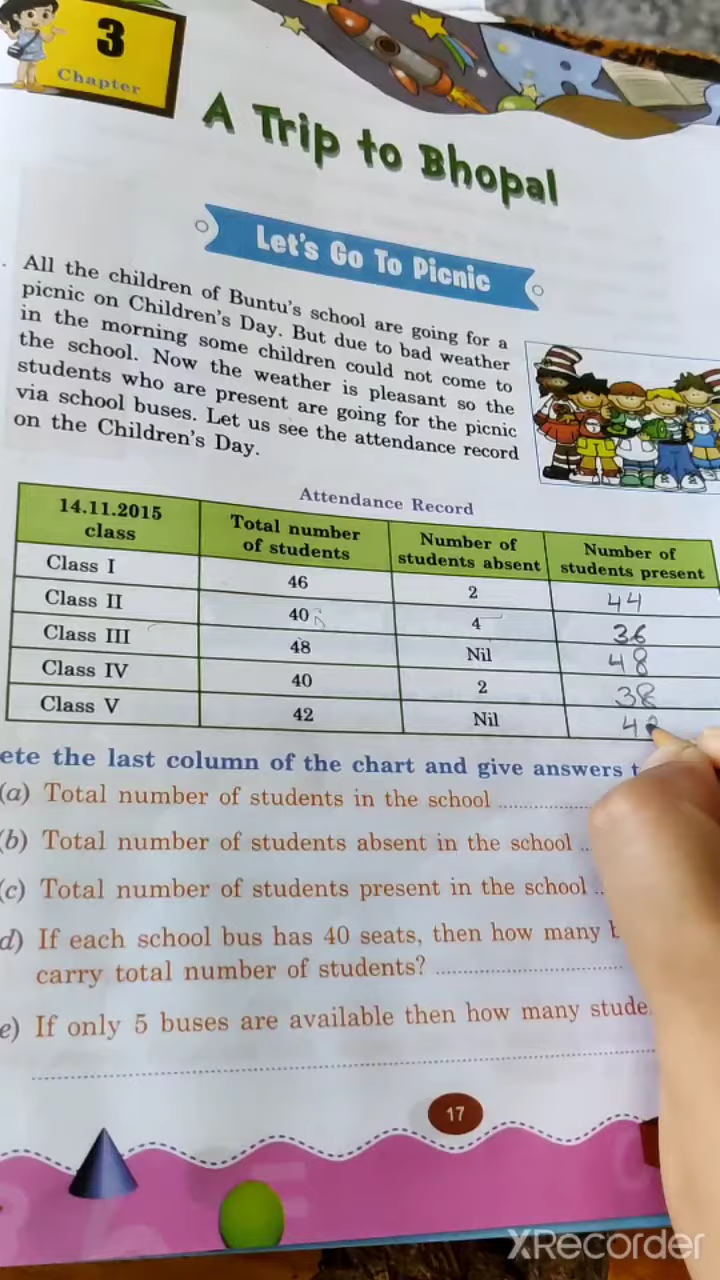 3
Chapter
A Trip to Bhopal
Let's Go To Picnic
All the children of Buntu's school are going for a
picnic on Children's Day. But due to bad weather
in the morning some children could not come to
the school. Now the weather is pleasant so the
students who are present are going for the picnic
via school buses. Let us see the attendance record
on the Children's Day.
Attendance Record
14.11.2015 class Total number of students Number of students absent Number of students present
Class I 46 2 44
Class II 40 4 36
Class III 48 Nil 48
Class IV 40 2 38
Class V 42 Nil
ete the last column of the chart and give answers t
(a) Total number of students in the school
(b) Total number of students absent in the school ..
(c) Total number of students present in the school ..
d) If each school bus has 40 seats, then how many
carry total number of students?
e) If only 5 buses are available then how many stude
17
XRecorder